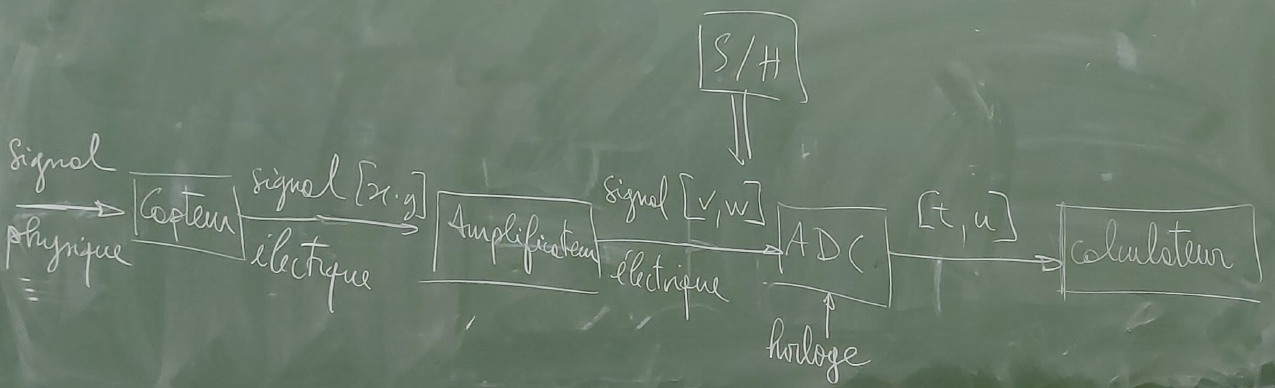 S/H
signal
physique
Capteur
signal [x.y]
électrique
Amplificateur
signal [v,w]
électrique
ADC
horloge
[t,u]
calculateur